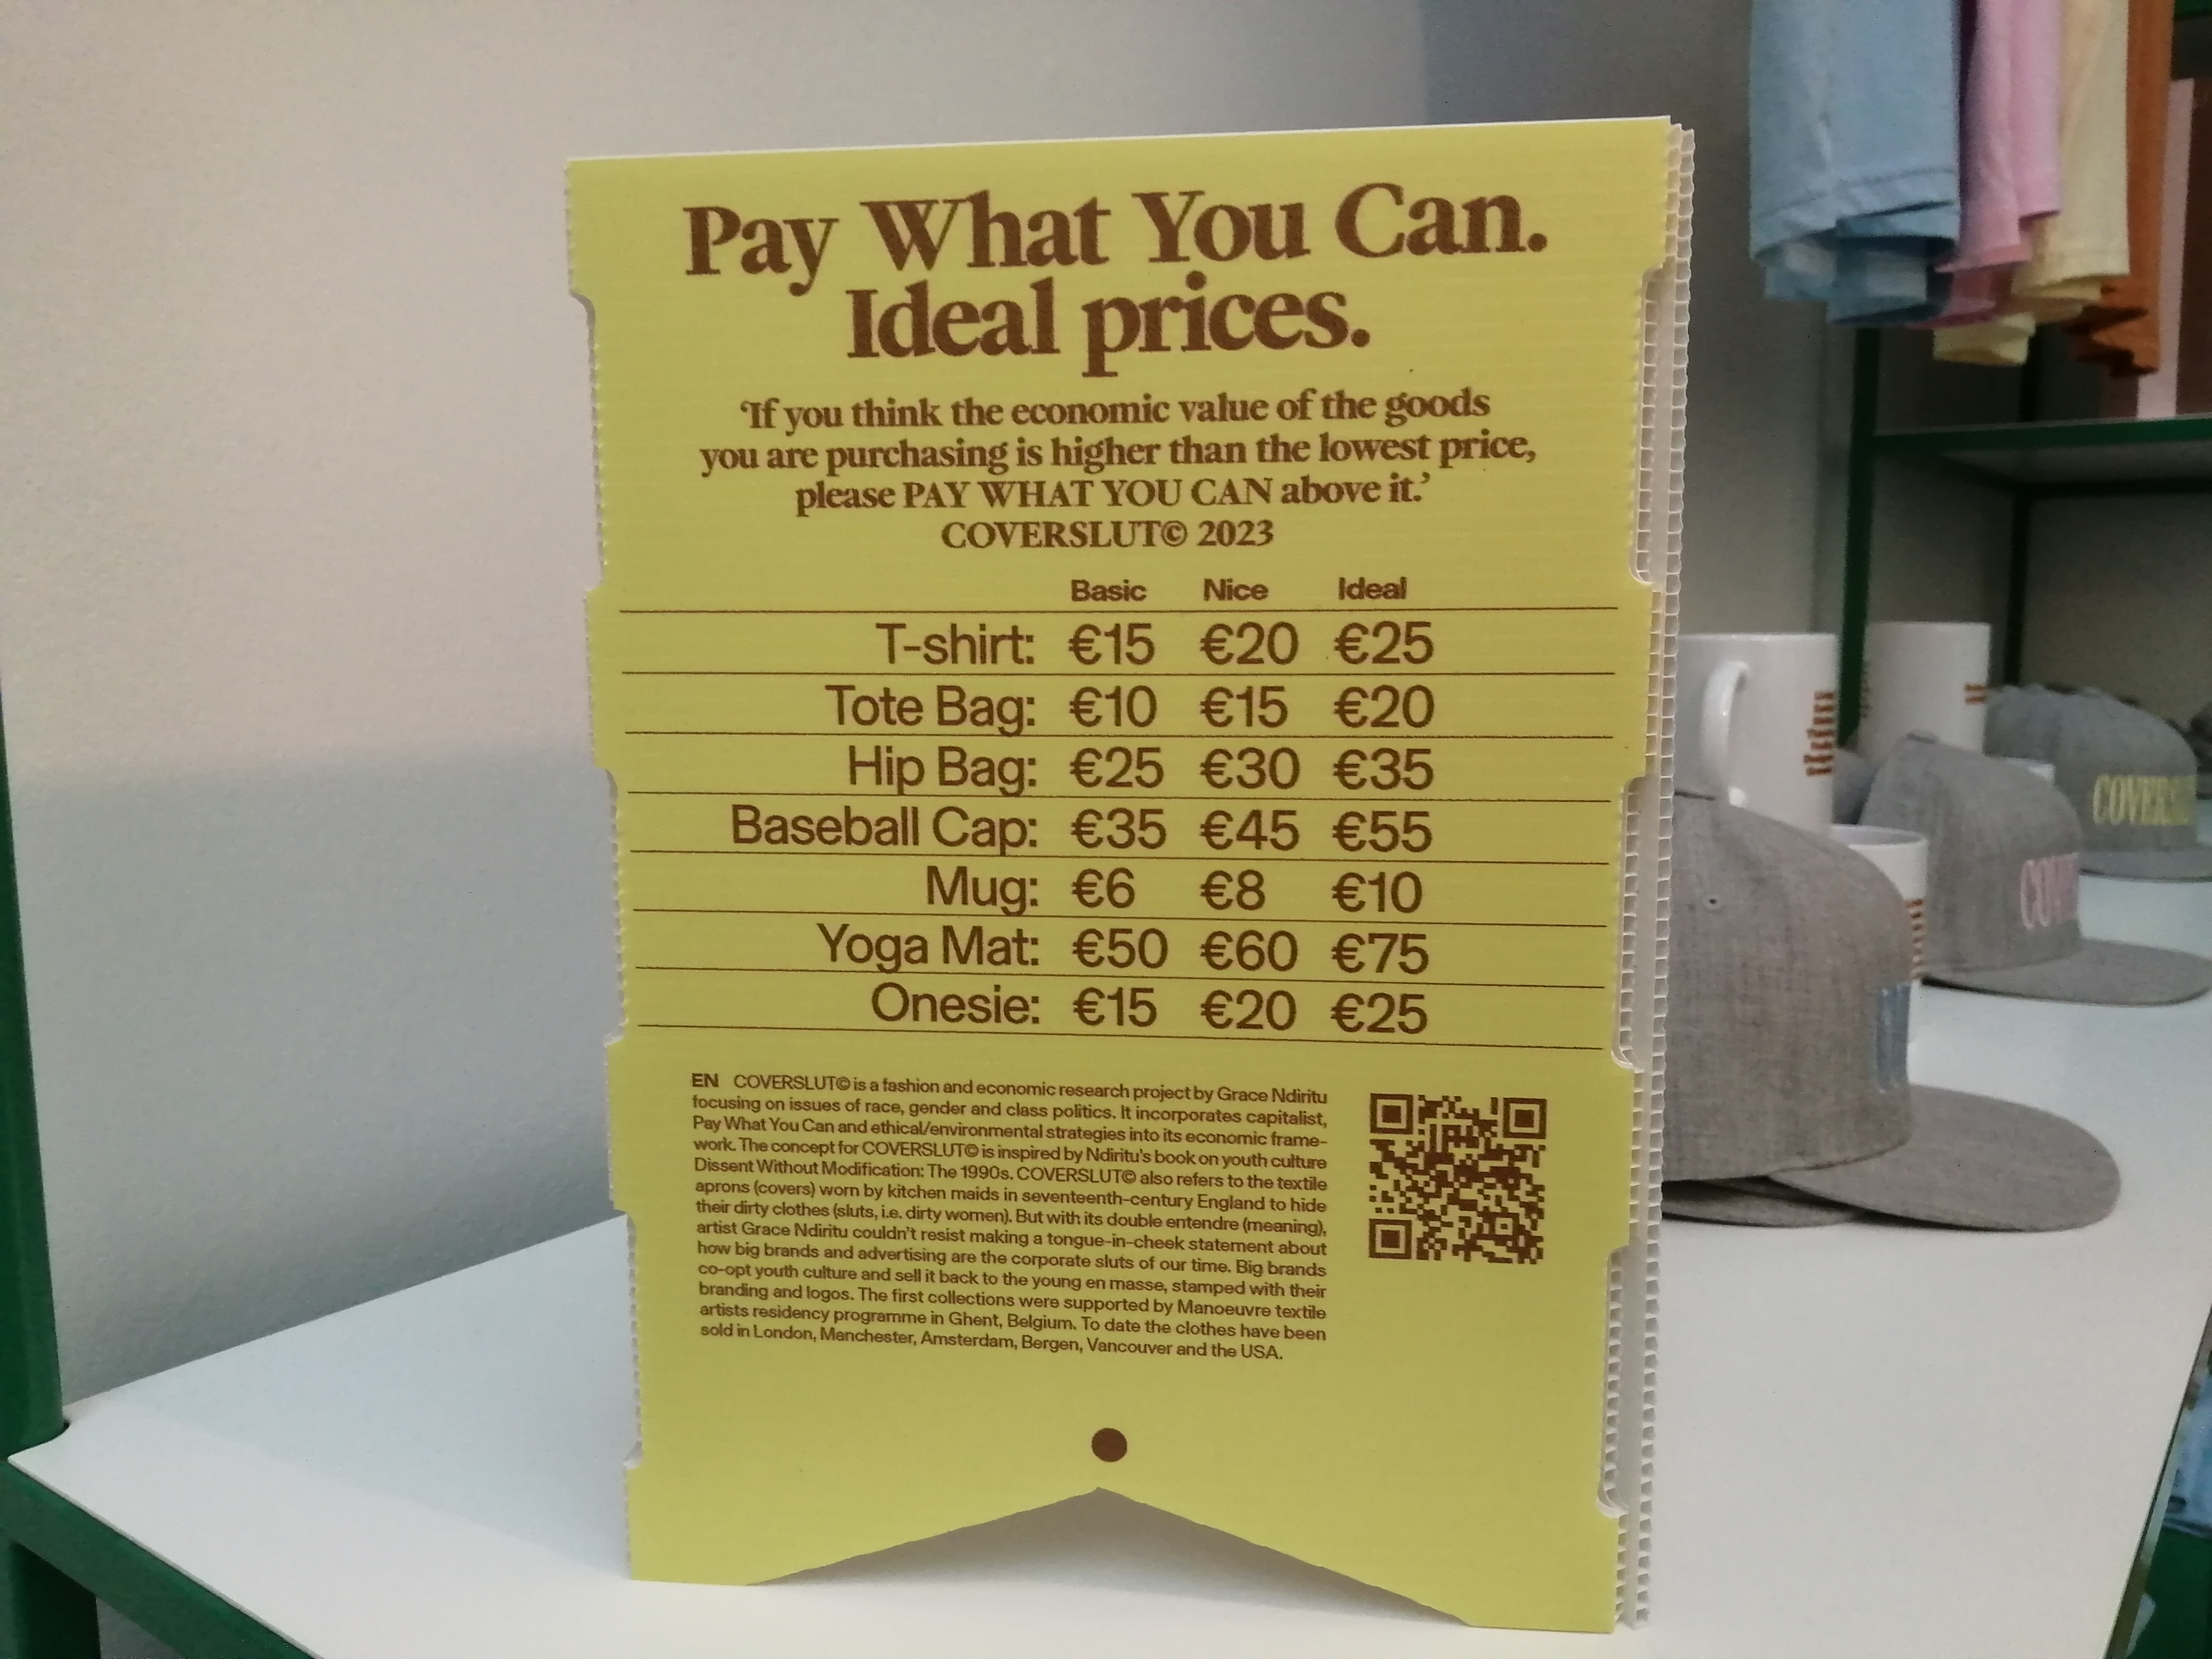 Pay What You Can.
Ideal prices.
‘If you think the economic value of the goods
you are purchasing is higher than the lowest price,
please PAY WHAT YOU CAN above it.’
COVERSLUT© 2023
Basic Nice Ideal
T-shirt: €15 €20 €25
Tote Bag: €10 €15 €20
Hip Bag: €25 €30 €35
Baseball Cap: €35 €45 €55
Mug: €6 €8 €10
Yoga Mat: €50 €60 €75
Onesie: €15 €20 €25
EN COVERSLUT© is a fashion and economic research project by Grace Ndiritu
focusing on issues of race, gender and class politics. It incorporates capitalist,
Pay What You Can and ethical/environmental strategies into its economic frame-
work. The concept for COVERSLUT© is inspired by Ndiritu's book on youth culture
Dissent Without Modification: The 1990s. COVERSLUT© also refers to the textile
aprons (covers) worn by kitchen maids in seventeenth-century England to hide
their dirty clothes (sluts, i.e. dirty women). But with its double entendre (meaning),
artist Grace Ndiritu couldn't resist making a tongue-in-cheek statement about
how big brands and advertising are the corporate sluts of our time. Big brands
co-opt youth culture and sell it back to the young en masse, stamped with their
branding and logos. The first collections were supported by Manoeuvre textile
artists residency programme in Ghent, Belgium. To date the clothes have been
sold in London, Manchester, Amsterdam, Bergen, Vancouver and the USA.